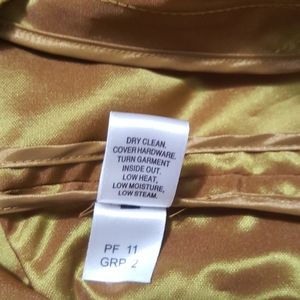 DRY CLEAN.
COVER HARDWARE.
TURN GARMENT
INSIDE OUT.
LOW HEAT,
LOW MOISTURE,
LOW STEAM.
PF 11
GRP 2